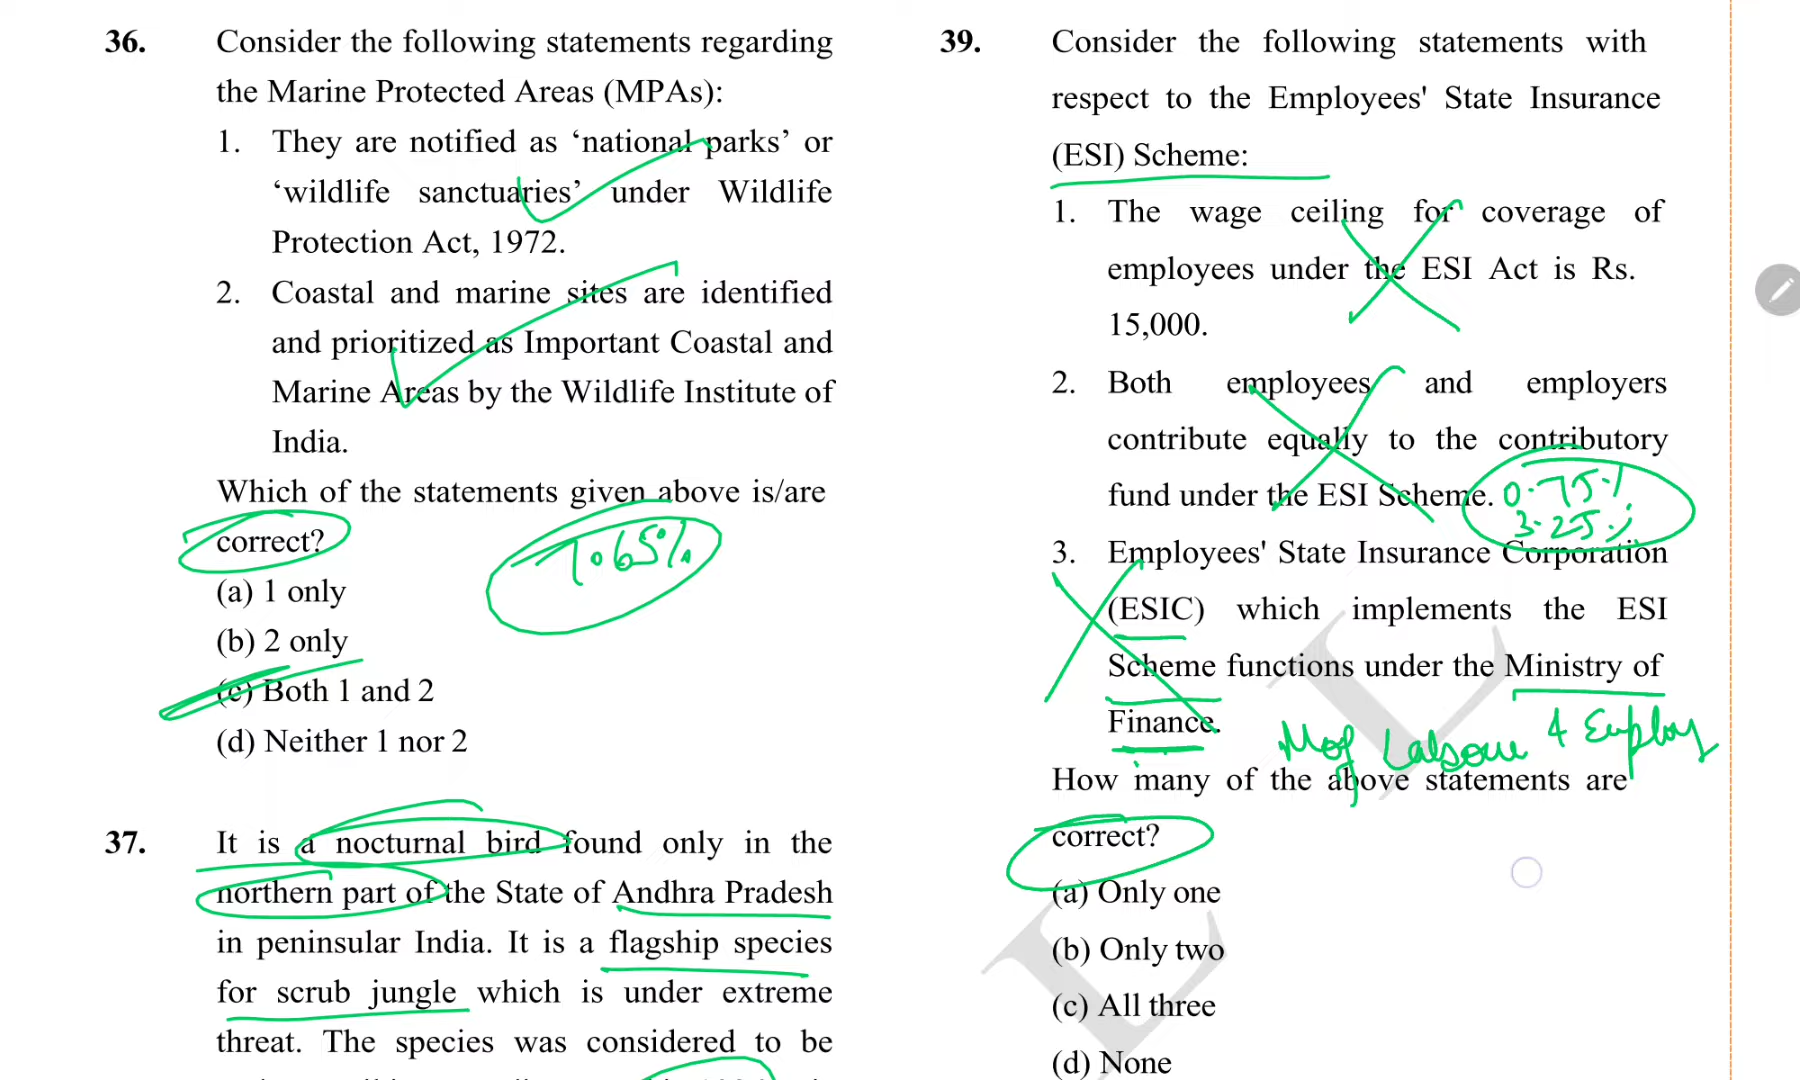 36. Consider the following statements regarding
the Marine Protected Areas (MPAs):
1. They are notified as ‘national parks’ or
‘wildlife sanctuaries’ under Wildlife
Protection Act, 1972.
2. Coastal and marine sites are identified
and prioritized as Important Coastal and
Marine Areas by the Wildlife Institute of
India.
Which of the statements given above is/are
correct?
(a) 1 only
(b) 2 only
(c) Both 1 and 2
(d) Neither 1 nor 2
37. It is a nocturnal bird found only in the
northern part of the State of Andhra Pradesh
in peninsular India. It is a flagship species
for scrub jungle which is under extreme
threat. The species was considered to be
39. Consider the following statements with
respect to the Employees' State Insurance
(ESI) Scheme:
1. The wage ceiling for coverage of
employees under the ESI Act is Rs.
15,000.
2. Both employees and employers
contribute equally to the contributory
fund under the ESI Scheme.
0.75%
3.25%
3. Employees' State Insurance Corporation
(ESIC) which implements the ESI
Scheme functions under the Ministry of
Finance.
M of Labour & Employ
How many of the above statements are
correct?
(a) Only one
(b) Only two
(c) All three
(d) None